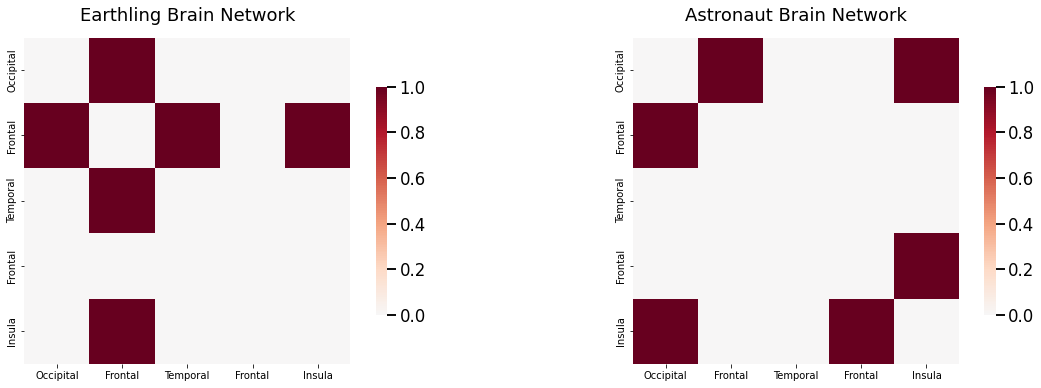 Earthling Brain Network
Occipital
Frontal
Temporal
Frontal
Insula
Occipital Frontal Temporal Frontal Insula
1.0
0.8
0.6
0.4
0.2
0.0
Astronaut Brain Network
Occipital
Frontal
Temporal
Frontal
Insula
Occipital Frontal Temporal Frontal Insula
1.0
0.8
0.6
0.4
0.2
0.0